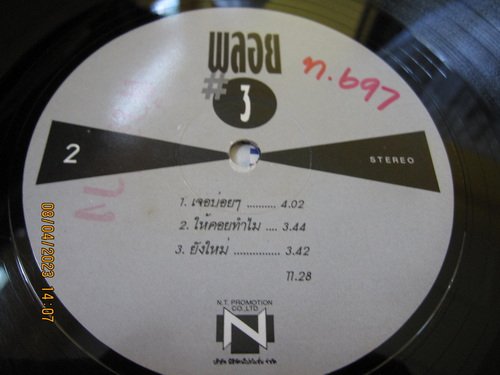 พลอย
# 3
ท.697
2
STEREO
1. เจอบ่อยๆ .......... 4.02
2. ให้คอยทำไม .... 3.44
3. ยังใหม่ ............... 3.42
11.28
N.T. PROMOTION
CO.,LTD
N
08/04/2023 14:07